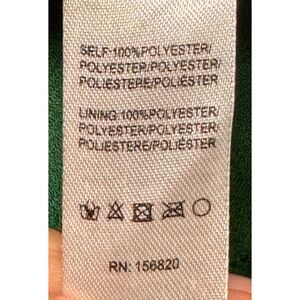 SELF:100%POLYESTER/
POLYESTER/POLYESTER/
POLIESTERE/POLIÉSTER
LINING:100%POLYESTER/
POLYESTER/POLYESTER/
POLIESTERE/POLIÉSTER
RN: 156820